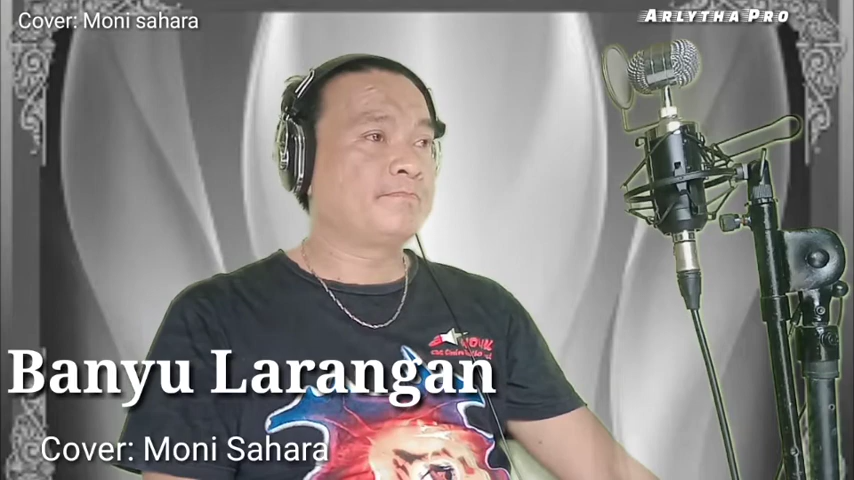 Cover: Moni sahara
Arlytha Pro
Banyu Larangan
Cover: Moni Sahara